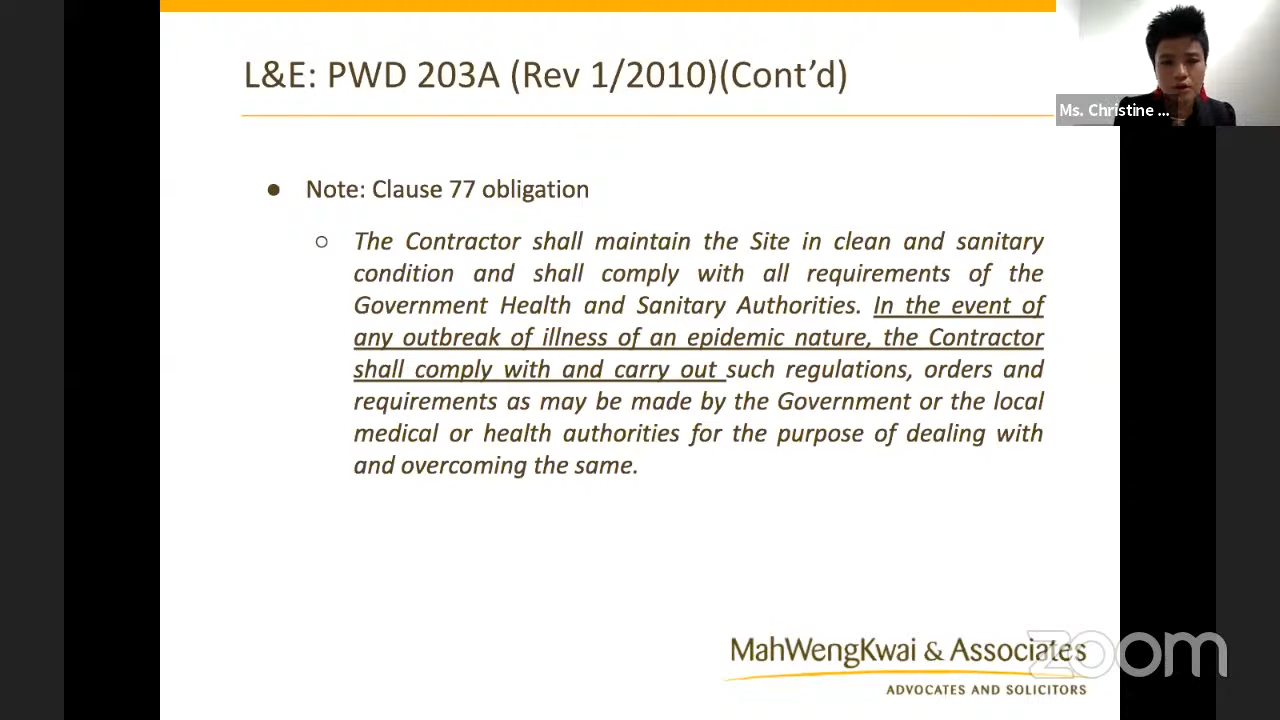 L&E: PWD 203A (Rev 1/2010)(Cont’d)
Ms. Christine ...
● Note: Clause 77 obligation
○ The Contractor shall maintain the Site in clean and sanitary
condition and shall comply with all requirements of the
Government Health and Sanitary Authorities. In the event of
any outbreak of illness of an epidemic nature, the Contractor
shall comply with and carry out such regulations, orders and
requirements as may be made by the Government or the local
medical or health authorities for the purpose of dealing with
and overcoming the same.
MahWengKwai & Associates
zoom
ADVOCATES AND SOLICITORS